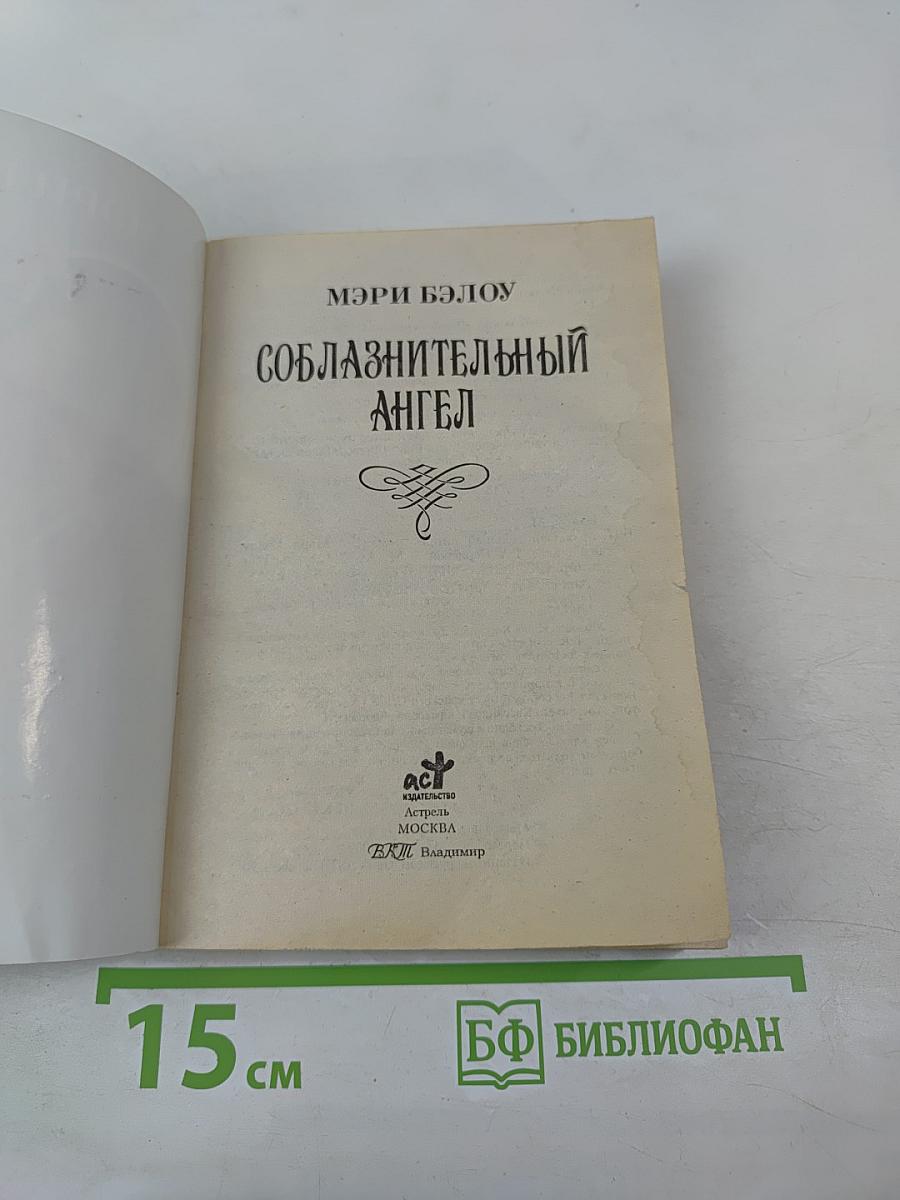 МЭРИ БЭЛОУ
СОБЛАЗНИТЕЛЬНЫЙ
АНГЕЛ
аст
ИЗДАТЕЛЬСТВО
Астрель
МОСКВА
ВКТ Владимир
15 см
БФ БИБЛИОФАН